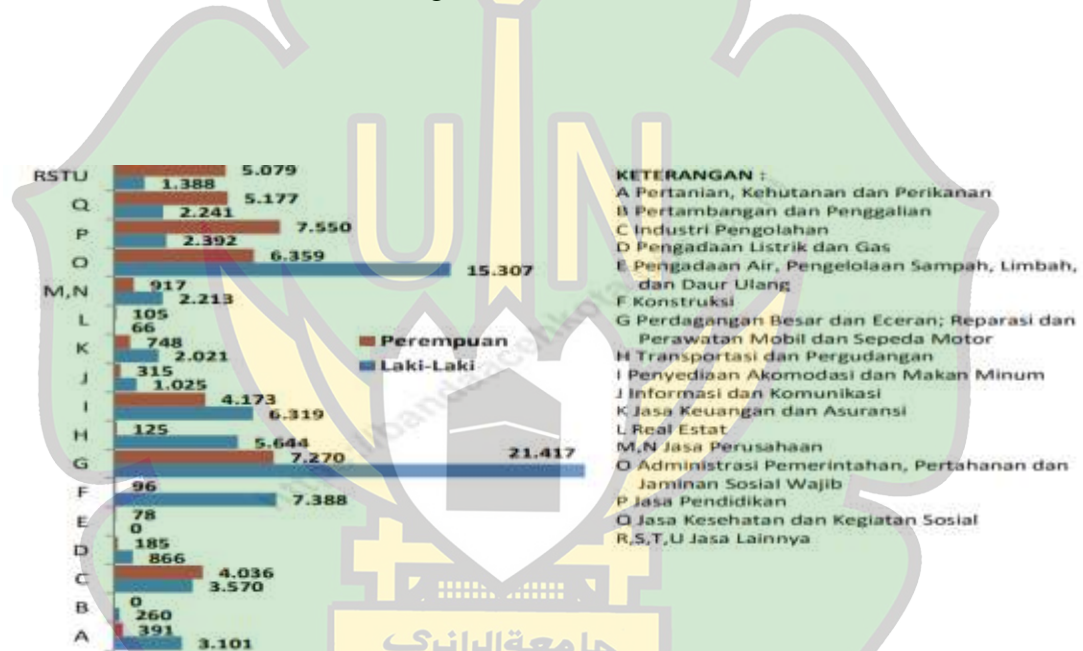 RSTU 5.079
1.388
Q 5.177
2.241
P 7.550
2.392
O 6.359
15.307
M,N 917
2.213
L 105
66
K 748
2.021
J 315
1.025
I 4.173
6.319
H 125
5.644
G 7.270
21.417
F 96
7.388
E 78
0
D 185
866
C 4.036
3.570
B 0
260
A 391
3.101
Perempuan
Laki-Laki
KETERANGAN :
A Pertanian, Kehutanan dan Perikanan
B Pertambangan dan Penggalian
C Industri Pengolahan
D Pengadaan Listrik dan Gas
E Pengadaan Air, Pengelolaan Sampah, Limbah,
dan Daur Ulang
F Konstruksi
G Perdagangan Besar dan Eceran; Reparasi dan
Perawatan Mobil dan Sepeda Motor
H Transportasi dan Pergudangan
I Penyediaan Akomodasi dan Makan Minum
J Informasi dan Komunikasi
K Jasa Keuangan dan Asuransi
L Real Estat
M,N Jasa Perusahaan
O Administrasi Pemerintahan, Pertahanan dan
Jaminan Sosial Wajib
P Jasa Pendidikan
Q Jasa Kesehatan dan Kegiatan Sosial
R,S,T,U Jasa Lainnya
UIN
جامعة الرانري